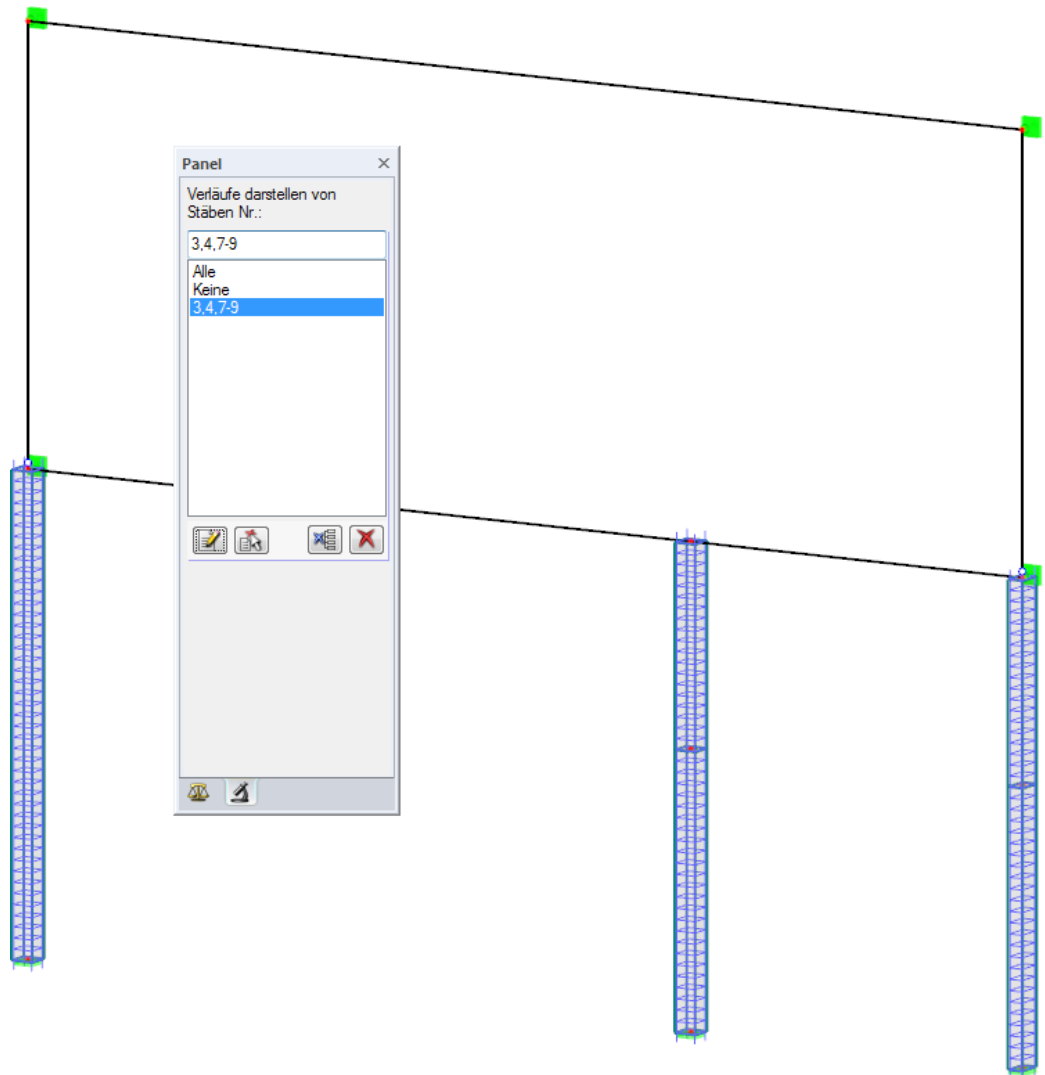 Panel
Verläufe darstellen von
Stäben Nr.:
3,4,7-9
Alle
Keine
3,4,7-9